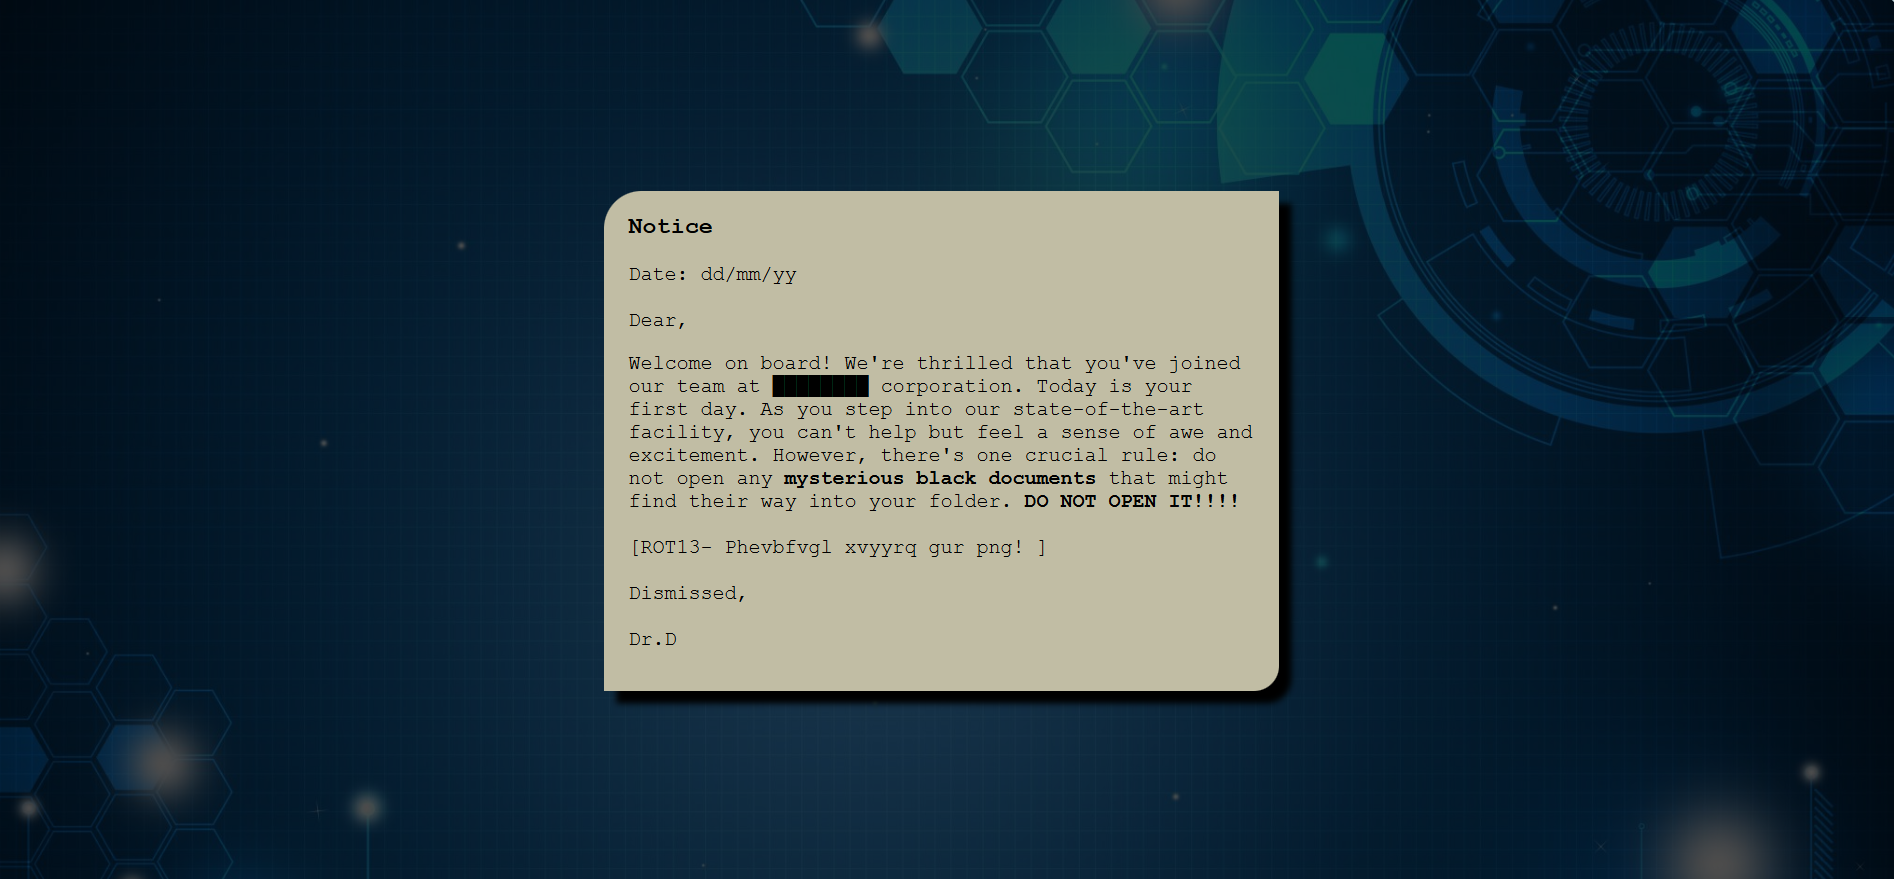 Notice
Date: dd/mm/yy
Dear,
Welcome on board! We're thrilled that you've joined
our team at ████████ corporation. Today is your
first day. As you step into our state-of-the-art
facility, you can't help but feel a sense of awe and
excitement. However, there's one crucial rule: do
not open any mysterious black documents that might
find their way into your folder. DO NOT OPEN IT!!!!
[ROT13- Phevbfvgl xvyyrq gur png! ]
Dismissed,
Dr.D